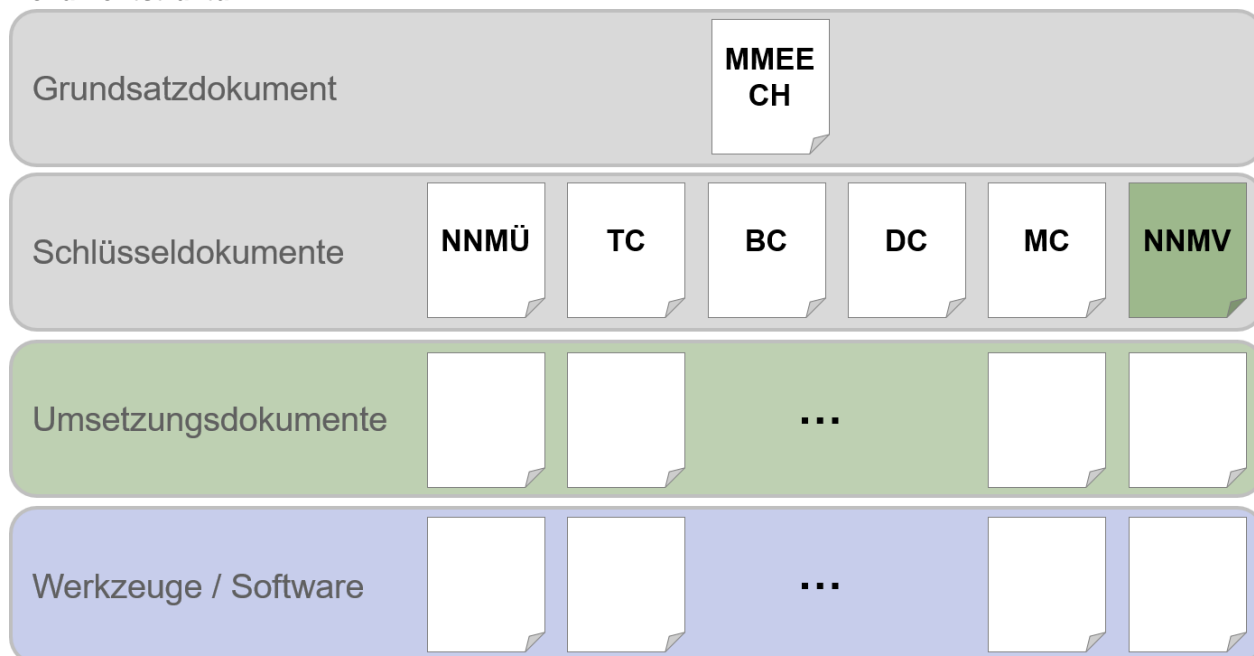 Grundsatzdokument
MMEE
CH
Schlüsseldokumente
NNMÜ TC BC DC MC NNMV
Umsetzungsdokumente
...
Werkzeuge / Software
...